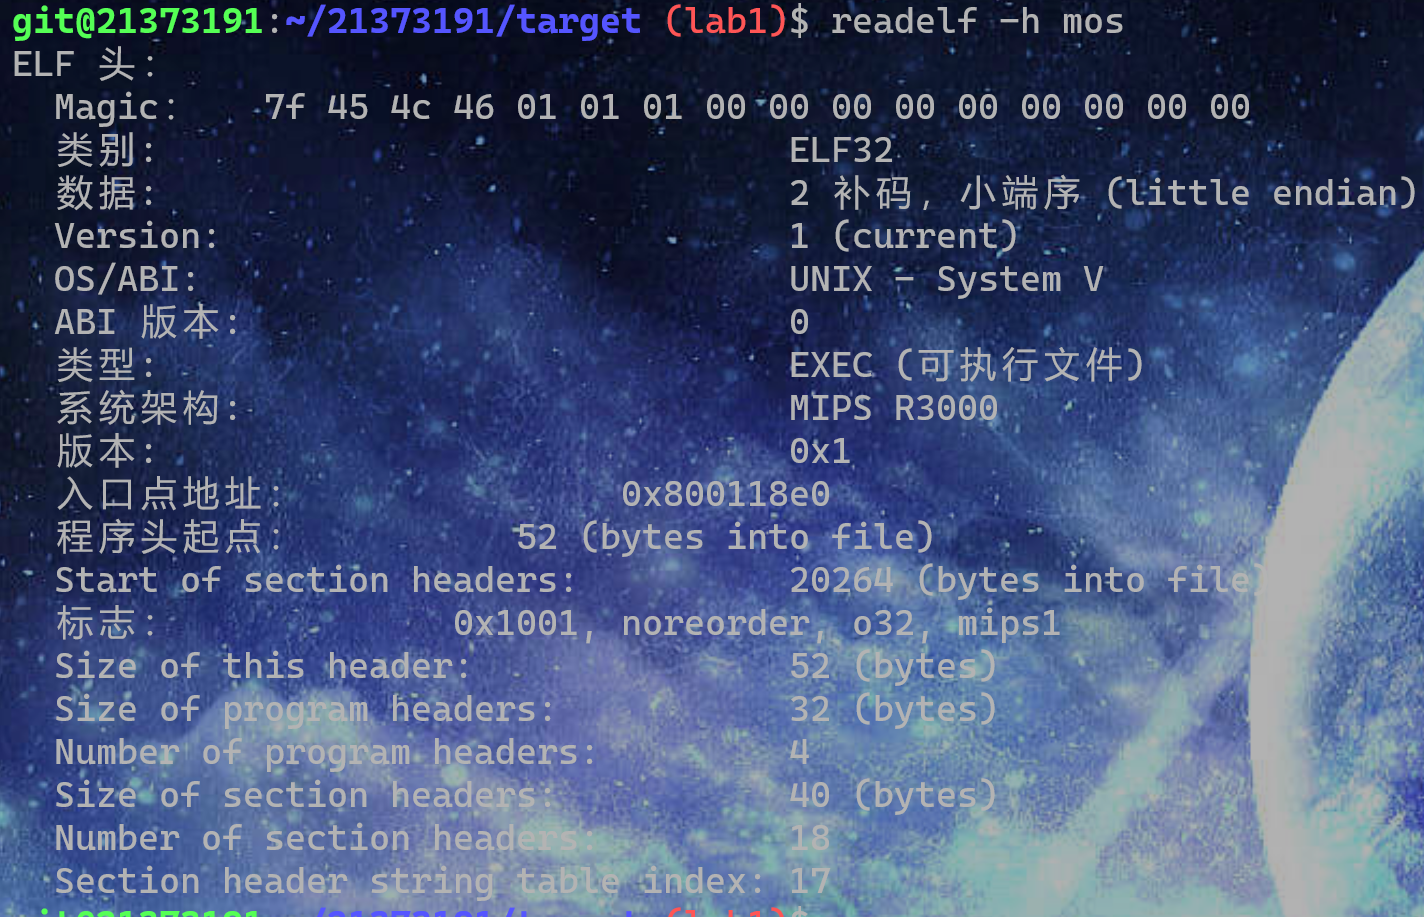 git@21373191:~/21373191/target (lab1)$ readelf -h mos
ELF 头：
  Magic：   7f 45 4c 46 01 01 01 00 00 00 00 00 00 00 00 00
  类别:                              ELF32
  数据:                              2 补码，小端序 (little endian)
  Version:                           1 (current)
  OS/ABI:                            UNIX - System V
  ABI 版本:                          0
  类型:                              EXEC (可执行文件)
  系统架构:                          MIPS R3000
  版本:                              0x1
  入口点地址：                0x800118e0
  程序头起点：           52 (bytes into file)
  Start of section headers:          20264 (bytes into file)
  标志：              0x1001, noreorder, o32, mips1
  Size of this header:               52 (bytes)
  Size of program headers:           32 (bytes)
  Number of program headers:         4
  Size of section headers:           40 (bytes)
  Number of section headers:         18
  Section header string table index: 17
git@21373191:~/21373191/target (lab1)$